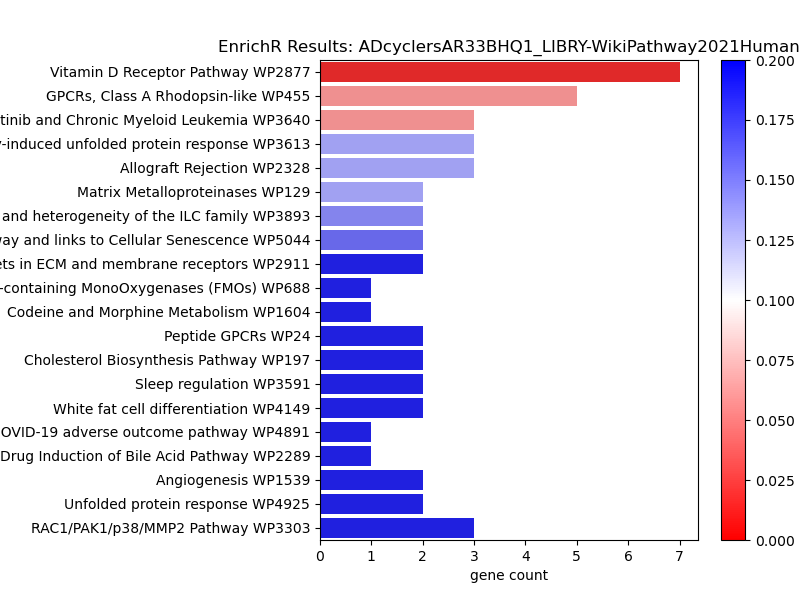 EnrichR Results: ADcyclersAR33BHQ1_LIBRY-WikiPathway2021Human
Vitamin D Receptor Pathway WP2877
GPCRs, Class A Rhodopsin-like WP455
tinib and Chronic Myeloid Leukemia WP3640
-induced unfolded protein response WP3613
Allograft Rejection WP2328
Matrix Metalloproteinases WP129
and heterogeneity of the ILC family WP3893
way and links to Cellular Senescence WP5044
ets in ECM and membrane receptors WP2911
-containing MonoOxygenases (FMOs) WP688
Codeine and Morphine Metabolism WP1604
Peptide GPCRs WP24
Cholesterol Biosynthesis Pathway WP197
Sleep regulation WP3591
White fat cell differentiation WP4149
OVID-19 adverse outcome pathway WP4891
Drug Induction of Bile Acid Pathway WP2289
Angiogenesis WP1539
Unfolded protein response WP4925
RAC1/PAK1/p38/MMP2 Pathway WP3303
0 1 2 3 4 5 6 7
gene count
0.200
0.175
0.150
0.125
0.100
0.075
0.050
0.025
0.000